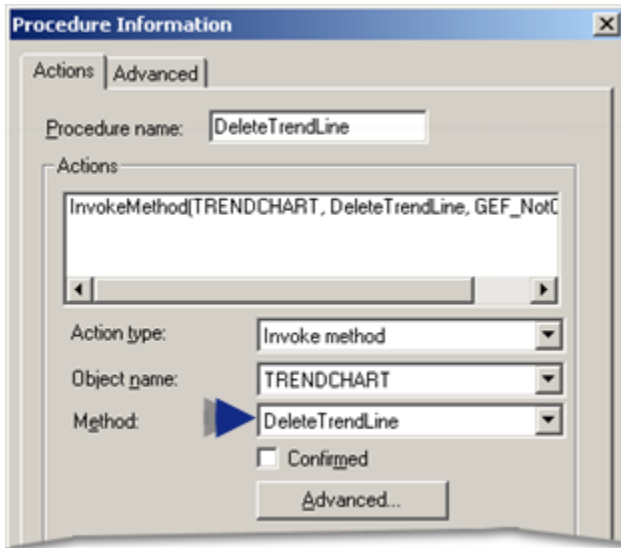 Procedure Information
Actions Advanced
Procedure name: DeleteTrendLine
Actions
InvokeMethod(TRENDCHART, DeleteTrendLine,
Action type: Invoke method
Object name: TRENDCHART
Method: DeleteTrendLine
Confirmed
Advanced...